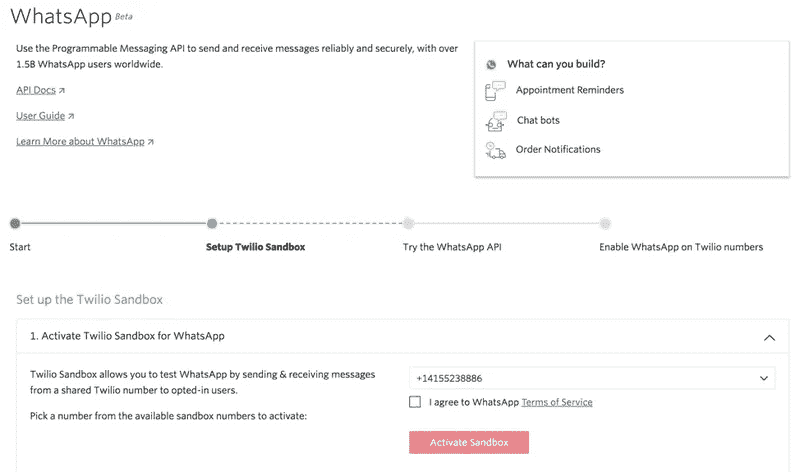 WhatsApp Beta
Use the Programmable Messaging API to send and receive messages reliably and securely, with over
1.5B WhatsApp users worldwide.
API Docs
User Guide
Learn More about WhatsApp
What can you build?
Appointment Reminders
Chat bots
Order Notifications
Start
Setup Twilio Sandbox
Try the WhatsApp API
Enable WhatsApp on Twilio numbers
Set up the Twilio Sandbox
1. Activate Twilio Sandbox for WhatsApp
Twilio Sandbox allows you to test WhatsApp by sending & receiving messages
from a shared Twilio number to opted-in users.
Pick a number from the available sandbox numbers to activate:
+14155238886
I agree to WhatsApp Terms of Service
Activate Sandbox